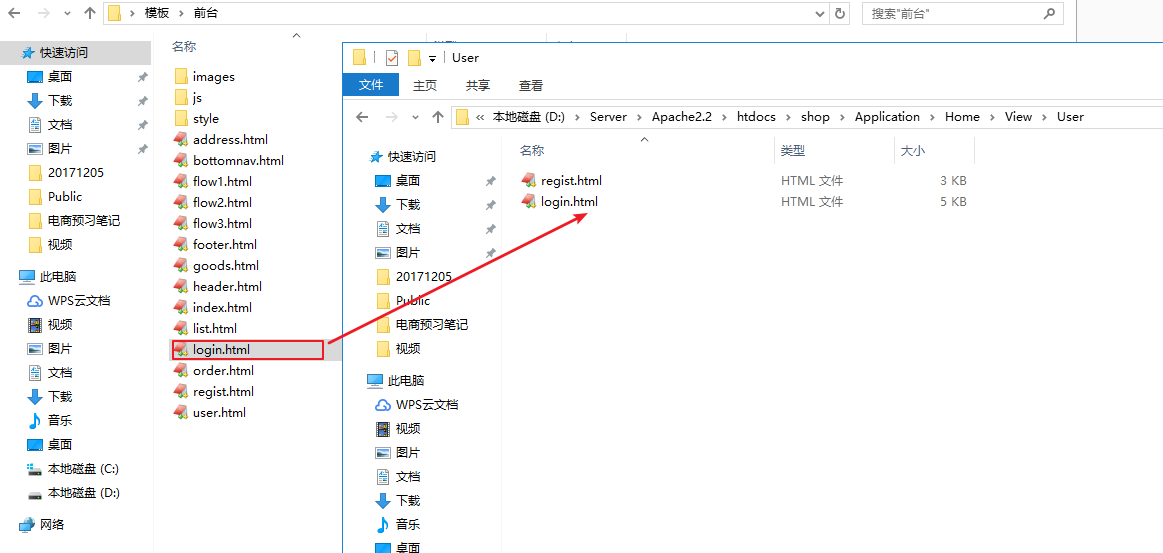 模板 › 前台
搜索"前台"
快速访问
桌面
下载
文档
图片
20171205
Public
电商预习笔记
视频
此电脑
WPS云文档
视频
图片
文档
下载
音乐
桌面
本地磁盘 (C:)
本地磁盘 (D:)
网络
名称
images
js
style
address.html
bottomnav.html
flow1.html
flow2.html
flow3.html
footer.html
goods.html
header.html
index.html
list.html
login.html
order.html
regist.html
user.html
User
文件 主页 共享 查看
« 本地磁盘 (D:) › Server › Apache2.2 › htdocs › shop › Application › Home › View › User
快速访问
桌面
下载
文档
图片
20171205
Public
电商预习笔记
视频
此电脑
WPS云文档
视频
图片
文档
下载
音乐
桌面
名称 类型 大小
regist.html HTML 文件 3 KB
login.html HTML 文件 5 KB